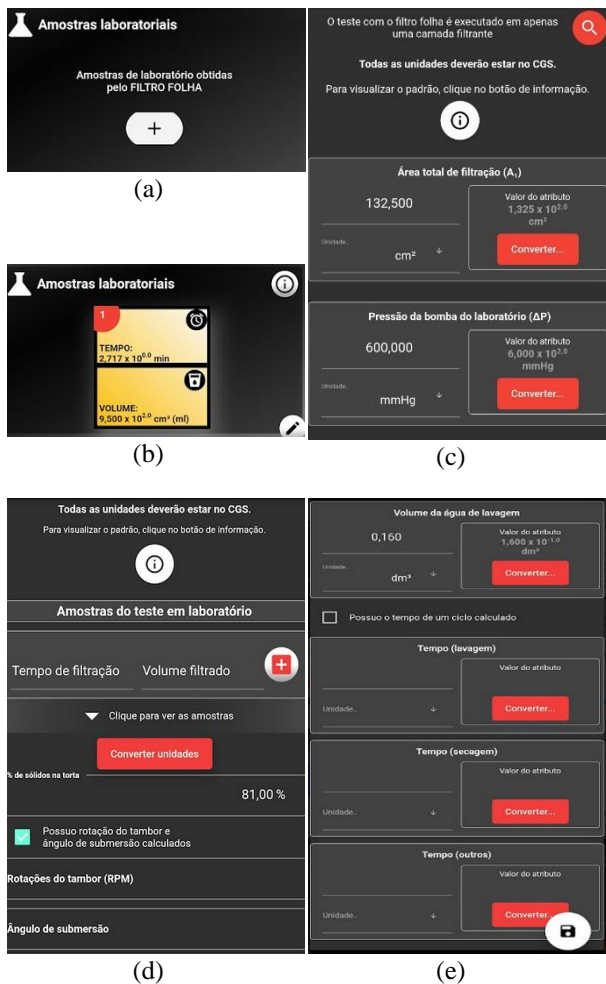 Amostras laboratoriais
Amostras de laboratório obtidas
pelo FILTRO FOLHA
+
(a)
Amostras laboratoriais
1
TEMPO:
2,717 x 10^0.0 min
VOLUME:
9,500 x 10^2.0 cm³ (ml)
(b)
O teste com o filtro folha é executado em apenas
uma camada filtrante
Todas as unidades deverão estar no CGS.
Para visualizar o padrão, clique no botão de informação.
Área total de filtração (A₁)
132,500
Valor do atributo
1,325 x 10^2.0
cm²
Unidade..
cm²
Converter...
Pressão da bomba do laboratório (ΔP)
600,000
Valor do atributo
6,000 x 10^2.0
mmHg
Unidade..
mmHg
Converter...
(c)
Todas as unidades deverão estar no CGS.
Para visualizar o padrão, clique no botão de informação.
Amostras do teste em laboratório
Tempo de filtração Volume filtrado
Clique para ver as amostras
Converter unidades
% de sólidos na torta
81,00 %
Possuo rotação do tambor e
ângulo de submersão calculados
Rotações do tambor (RPM)
Ângulo de submersão
(d)
Volume da água de lavagem
0,160
Valor do atributo
1,600 x 10^-1.0
dm³
Unidade..
dm³
Converter...
Possuo o tempo de um ciclo calculado
Tempo (lavagem)
Valor do atributo
Unidade..
Converter...
Tempo (secagem)
Valor do atributo
Unidade..
Converter...
Tempo (outros)
Valor do atributo
Unidade..
Converter...
(e)